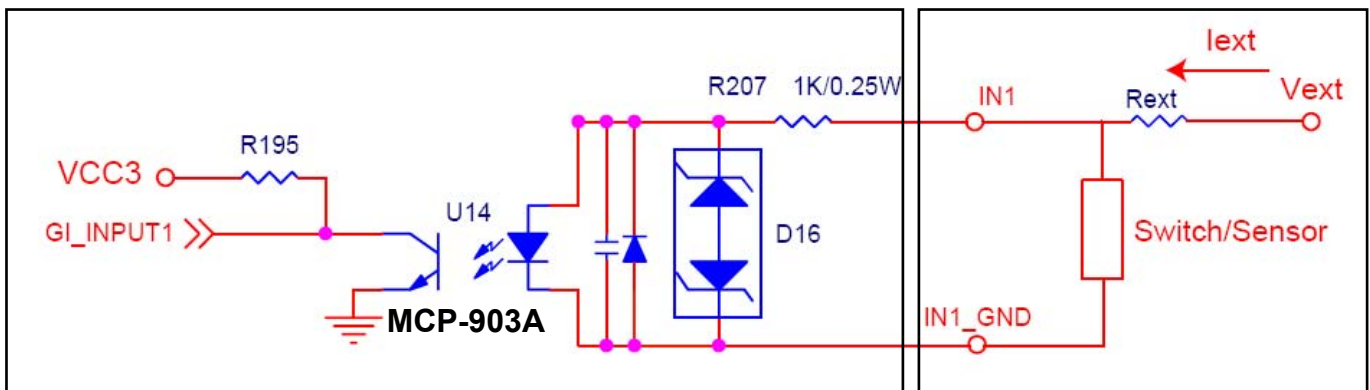 Iext
R207 1K/0.25W
IN1
Rext
Vext
R195
VCC3
GI_INPUT1
U14
D16
Switch/Sensor
MCP-903A
IN1_GND